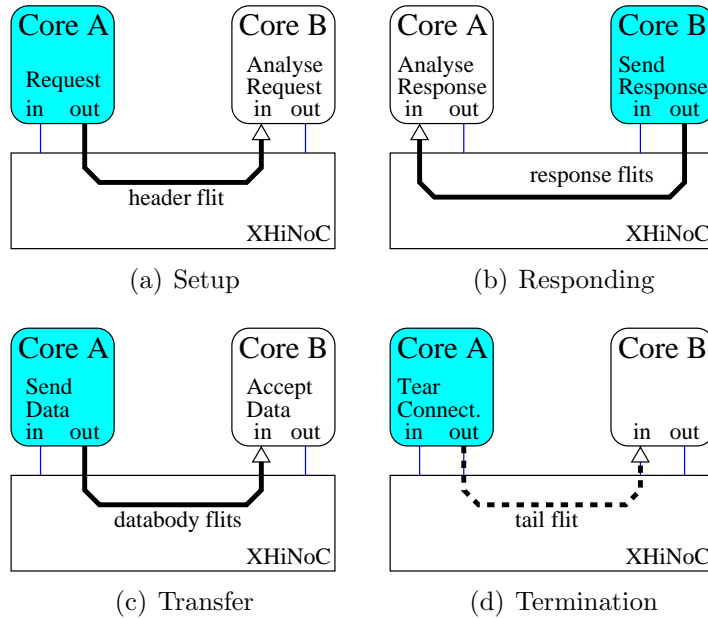 Core A
Request
in out
Core B
Analyse
Request
in out
header flit
XHiNoC
(a) Setup
Core A
Analyse
Response
in out
Core B
Send
Response
in out
response flits
XHiNoC
(b) Responding
Core A
Send
Data
in out
Core B
Accept
Data
in out
databody flits
XHiNoC
(c) Transfer
Core A
Tear
Connect.
in out
Core B
in out
tail flit
XHiNoC
(d) Termination